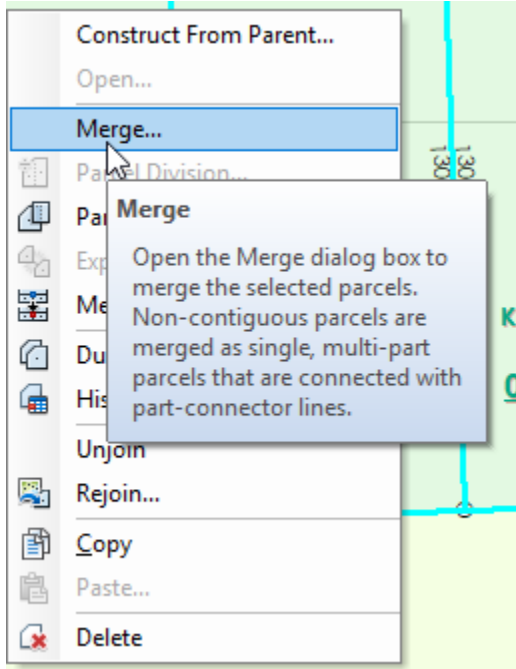 Construct From Parent...
Open...
Merge...
Division...
Merge
Open the Merge dialog box to
merge the selected parcels.
Non-contiguous parcels are
merged as single, multi-part
parcels that are connected with
part-connector lines.
Unjoin
Rejoin...
Copy
Paste...
Delete
130
130